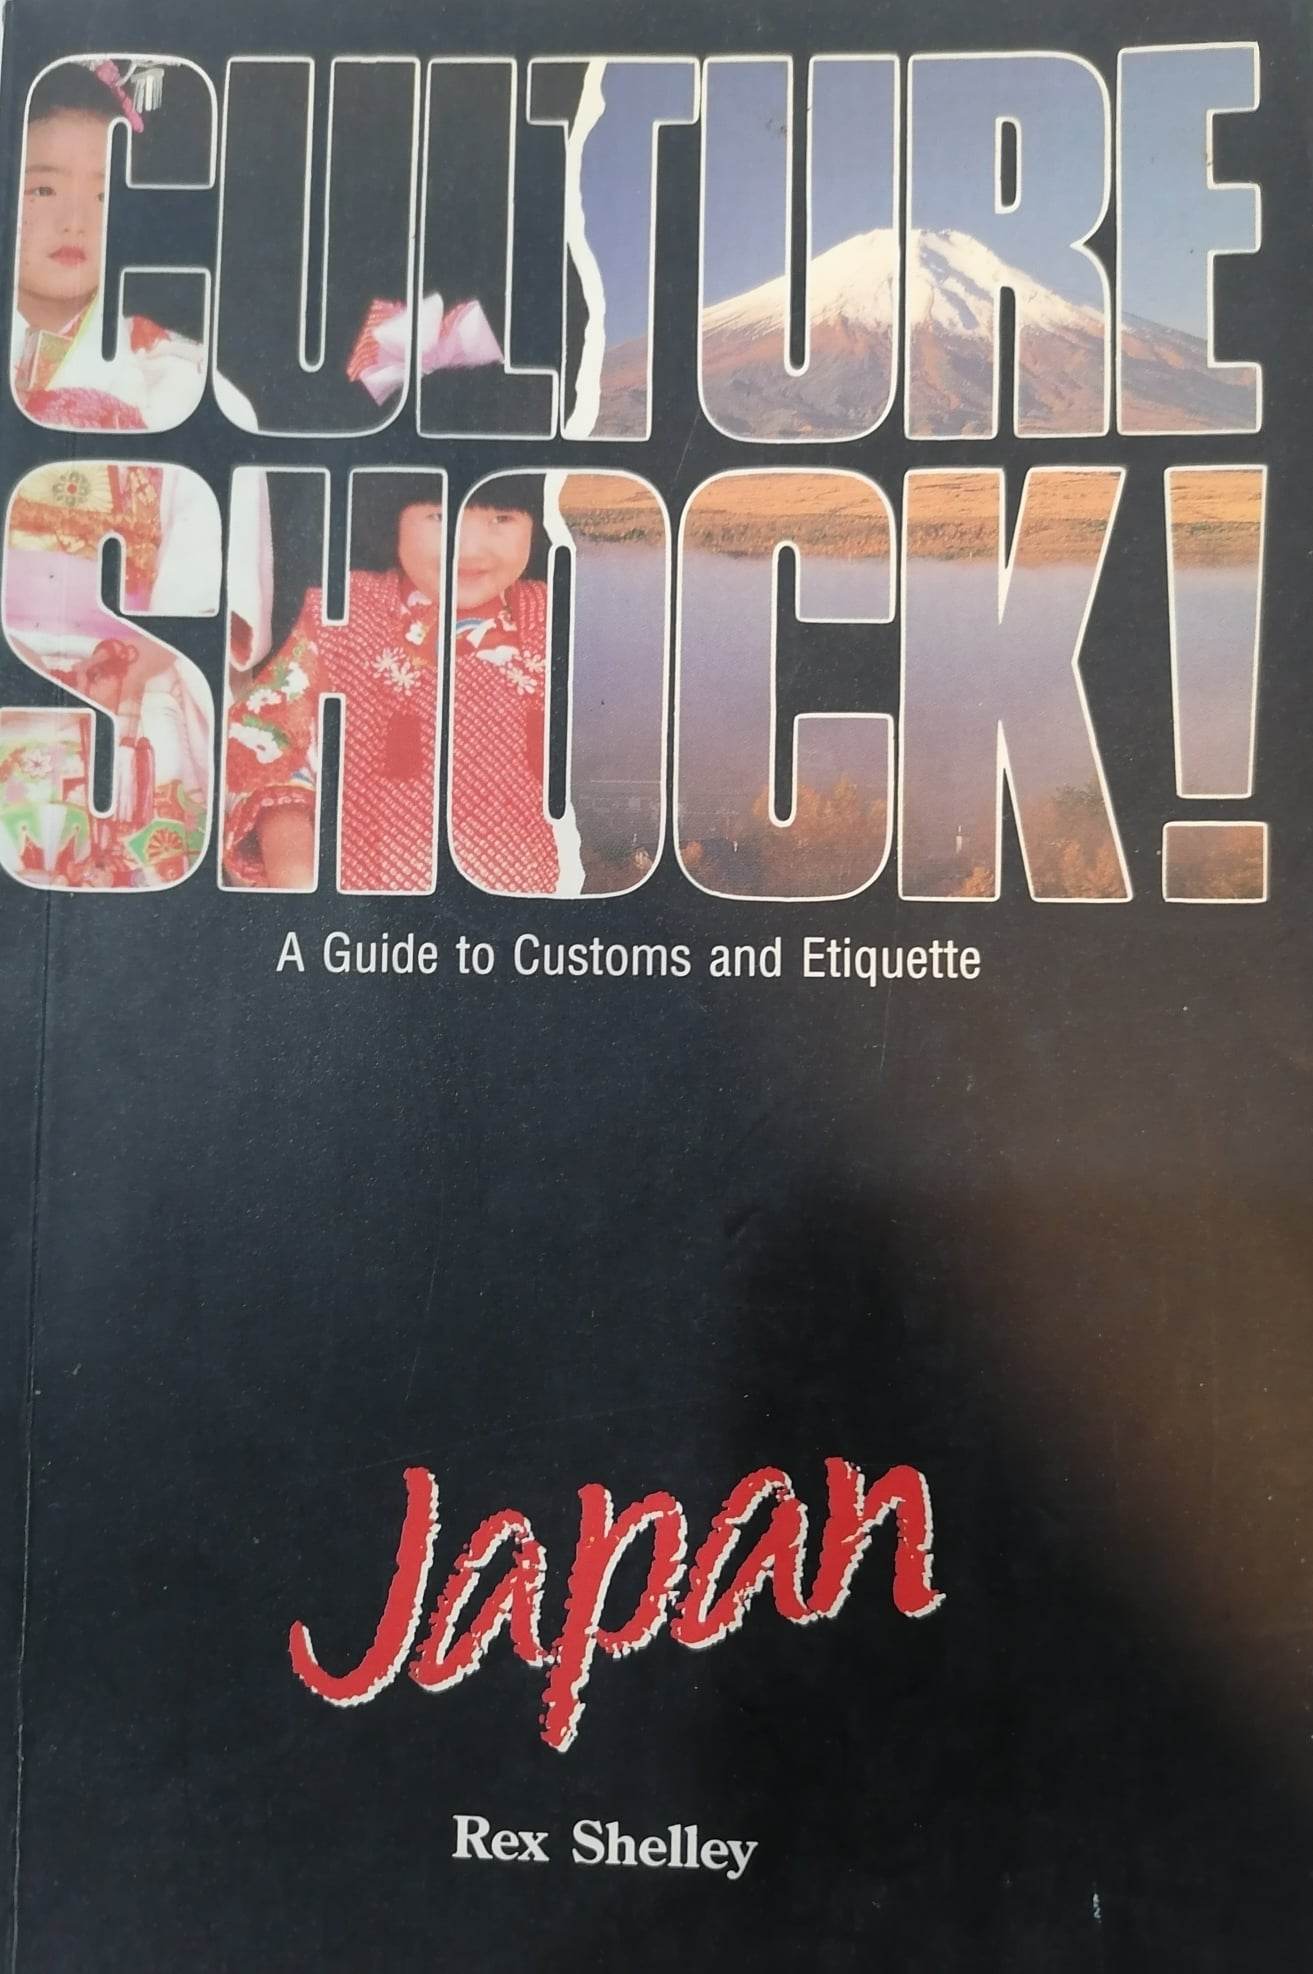 CULTURE
SHOCK!
A Guide to Customs and Etiquette
Japan
Rex Shelley